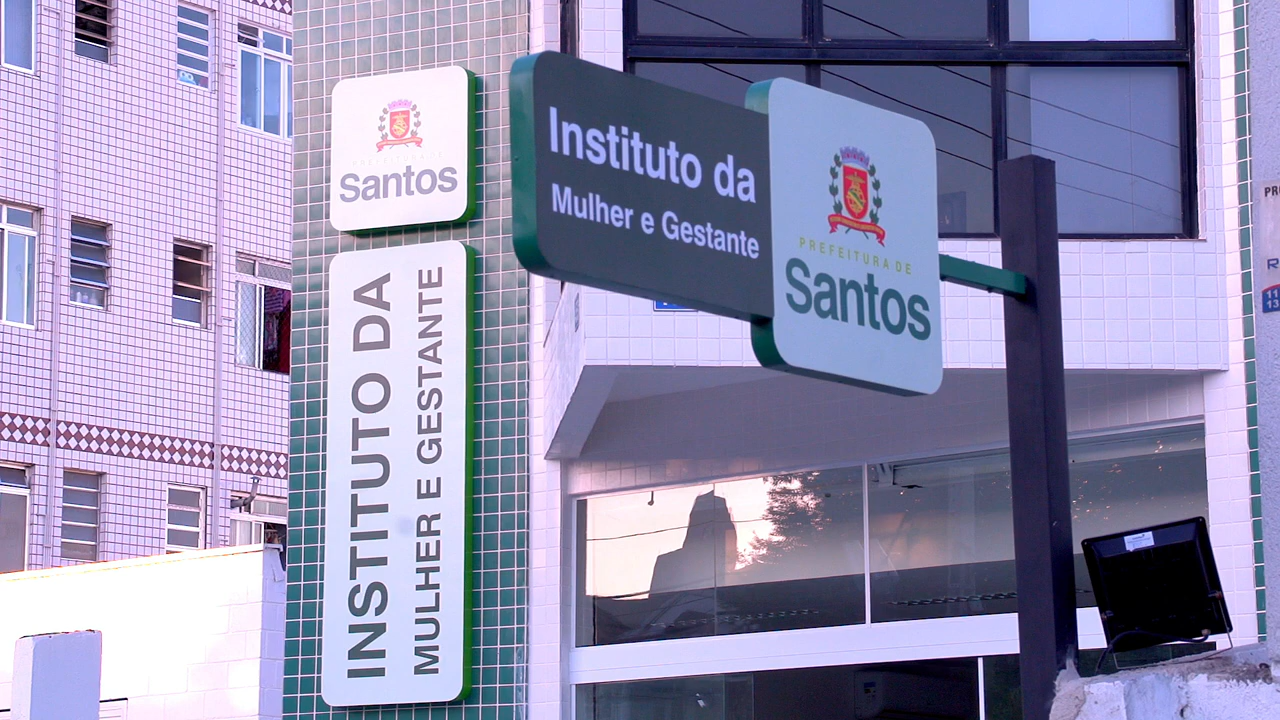 PREFEITURA DE
Santos
INSTITUTO DA
MULHER E GESTANTE
Instituto da
Mulher e Gestante
PREFEITURA DE
Santos